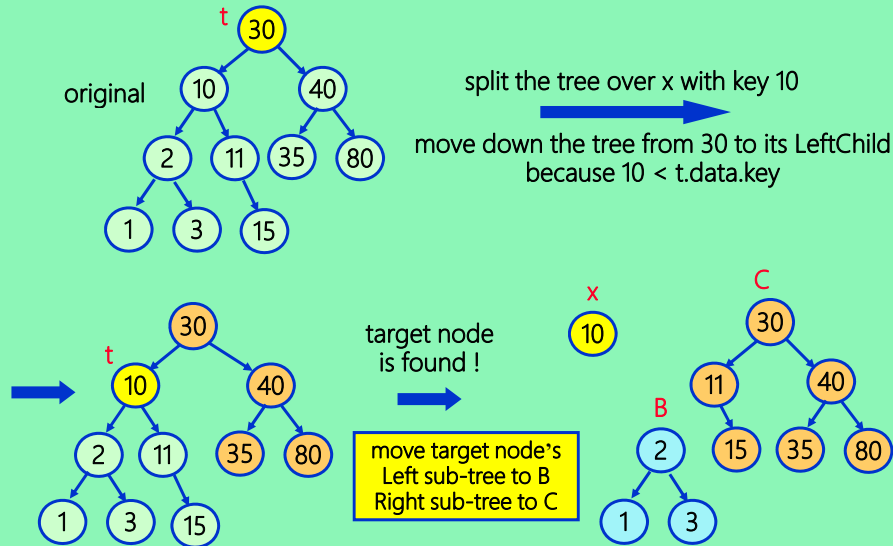 t
30
original
10
40
split the tree over x with key 10
2
11
35
80
move down the tree from 30 to its LeftChild
because 10 < t.data.key
1
3
15
30
t
10
40
2
11
35
80
1
3
15
target node
is found !
move target node's
Left sub-tree to B
Right sub-tree to C
x
10
C
30
11
40
B
2
15
35
80
1
3